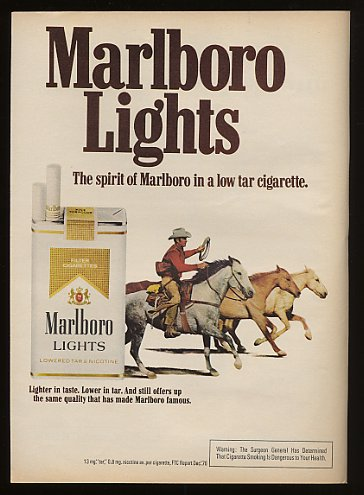 Marlboro
Lights
The spirit of Marlboro in a low tar cigarette.
FILTER
CIGARETTES
Marlboro
LIGHTS
LOWERED TAR & NICOTINE
Lighter in taste. Lower in tar. And still offers up
the same quality that has made Marlboro famous.
Warning: The Surgeon General Has Determined
That Cigarette Smoking Is Dangerous to Your Health.
13 mg. "tar," 0.8 mg. nicotine av. per cigarette, FTC Report Dec.'76